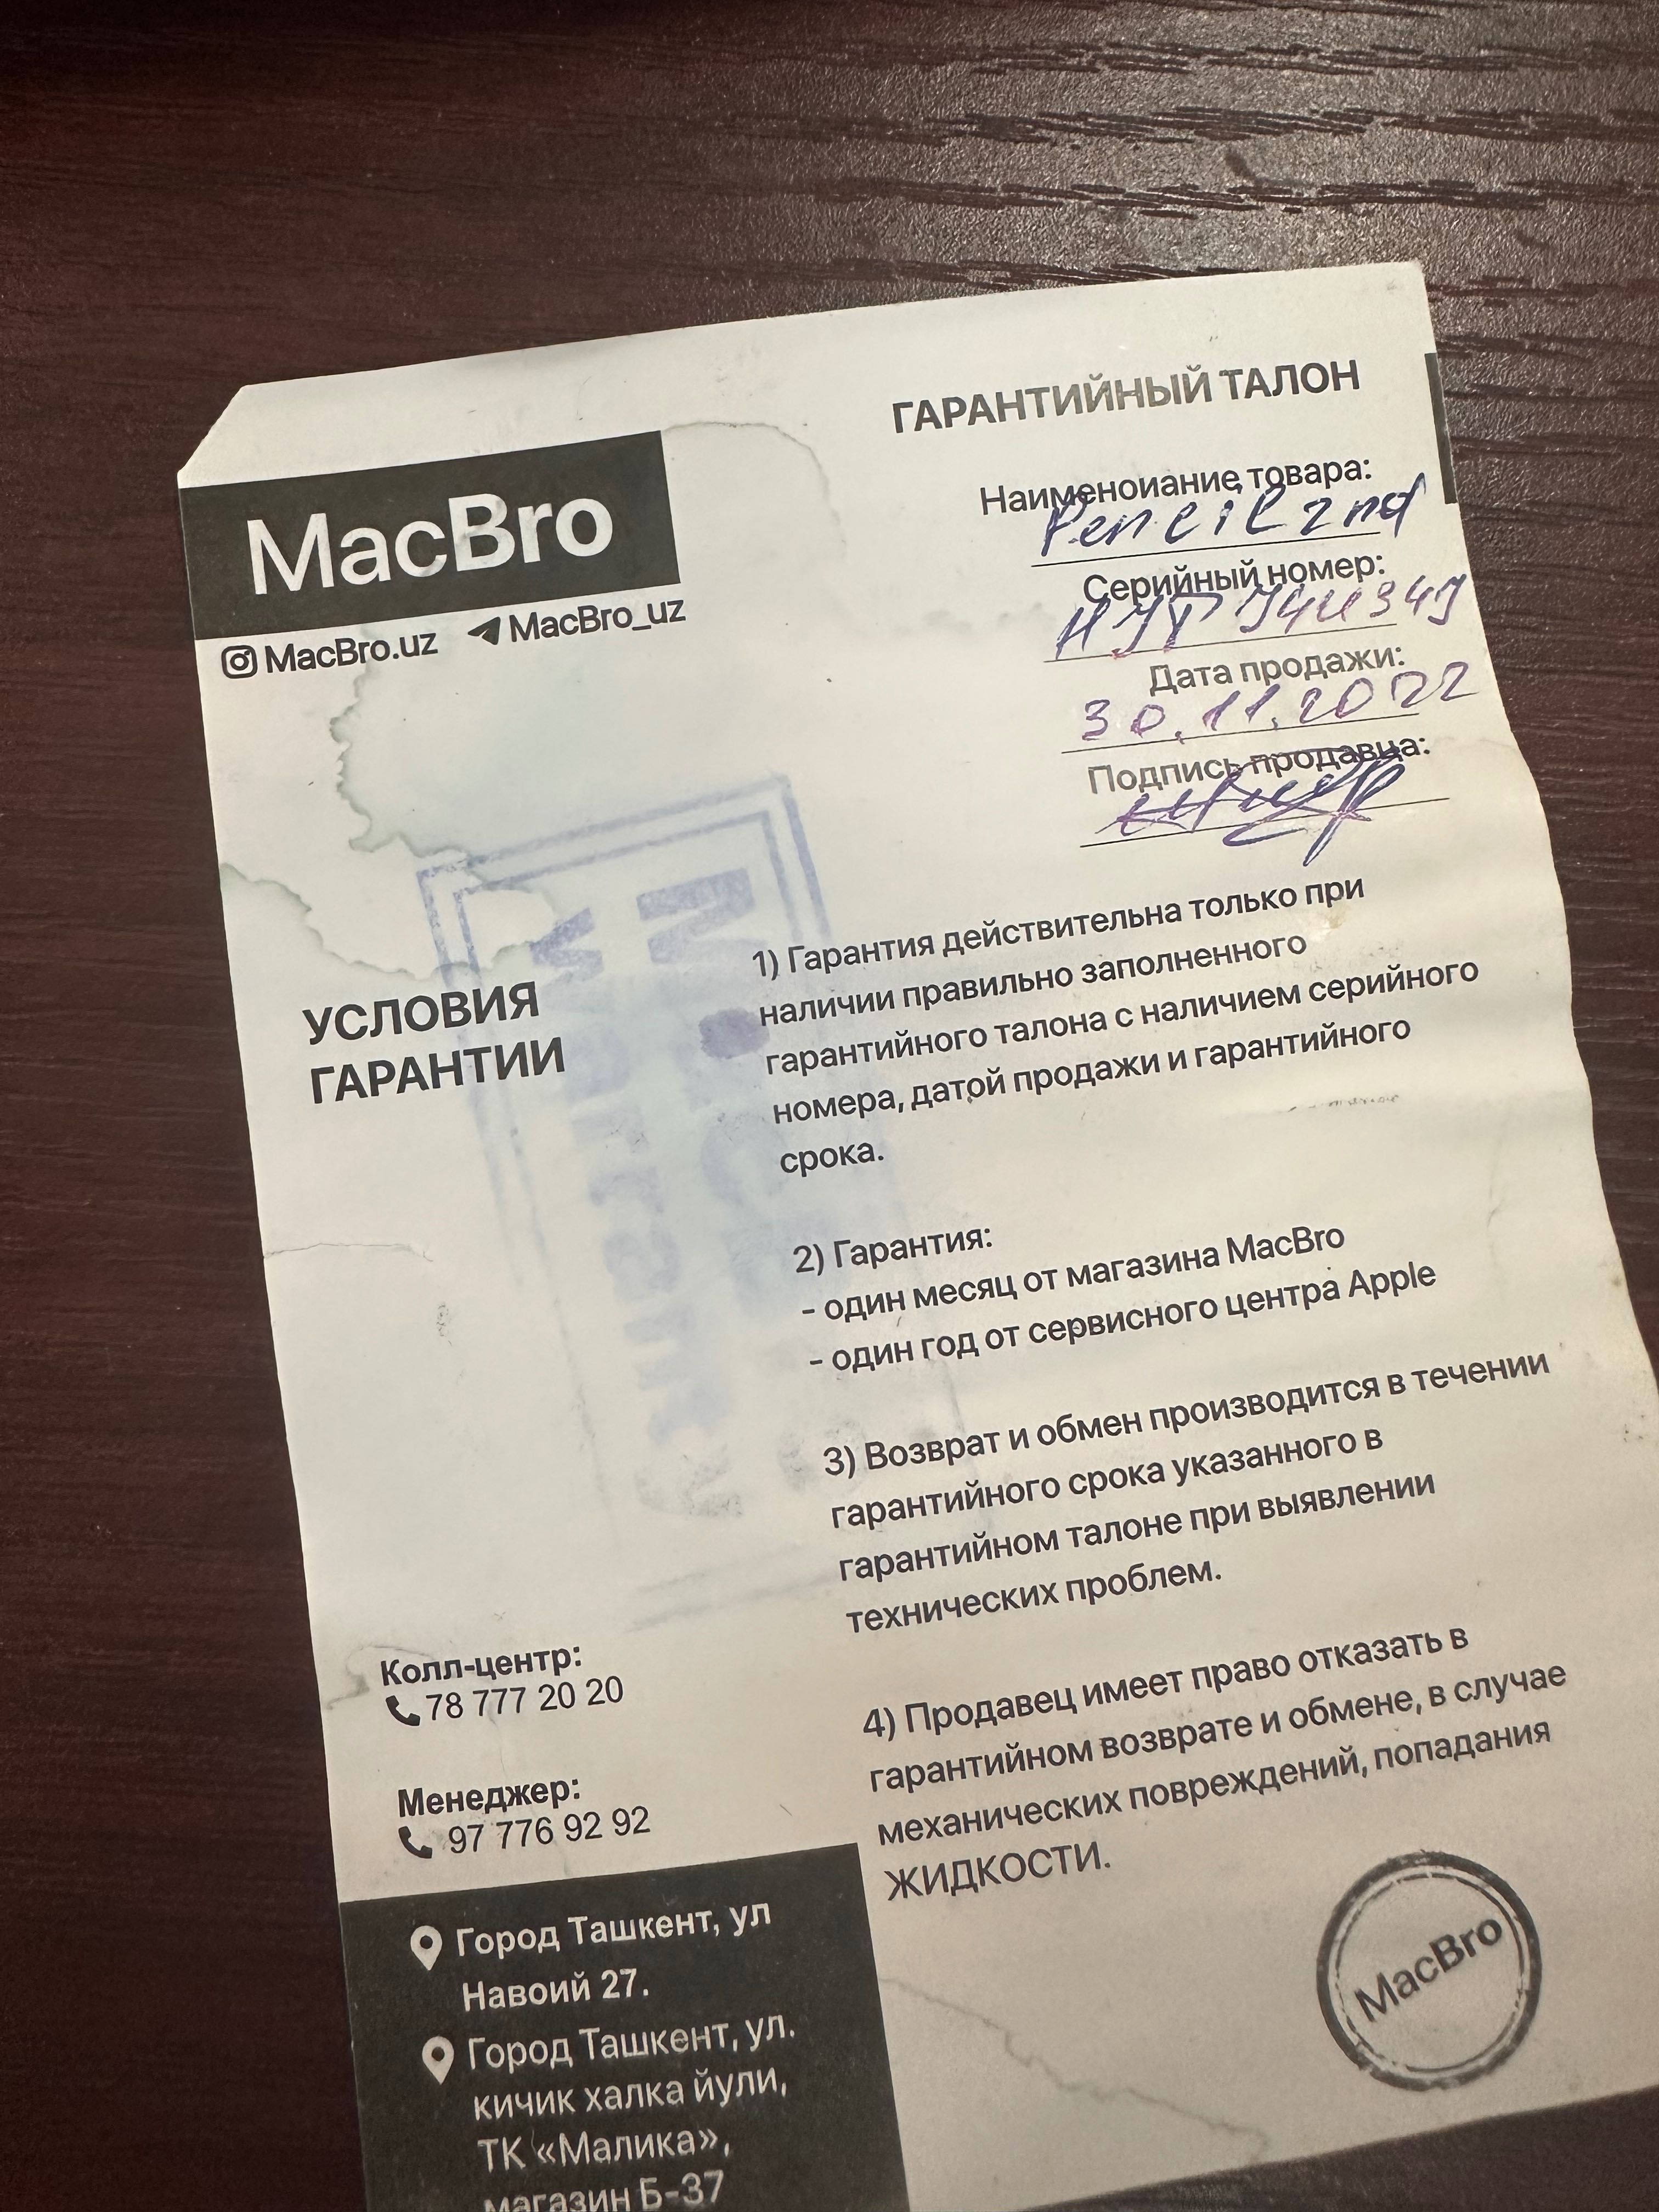 ГАРАНТИЙНЫЙ ТАЛОН
MacBro
MacBro.uz MacBro_uz
Наименоиание товара:
Pencil 2nd
Серийный номер:
Дата продажи:
30.11.2022
Подпись продавца:
УСЛОВИЯ
ГАРАНТИИ
1) Гарантия действительна только при
наличии правильно заполненного
гарантийного талона с наличием серийного
номера, датой продажи и гарантийного
срока.
2) Гарантия:
- один месяц от магазина MacBro
- один год от сервисного центра Apple
3) Возврат и обмен производится в течении
гарантийного срока указанного в
гарантийном талоне при выявлении
технических проблем.
4) Продавец имеет право отказать в
гарантийном возврате и обмене, в случае
механических повреждений, попадания
жидкости.
Колл-центр:
78 777 20 20
Менеджер:
97 776 92 92
Город Ташкент, ул
Навоий 27.
Город Ташкент, ул.
кичик халка йули,
ТК «Малика»,
магазин Б-37
MacBro